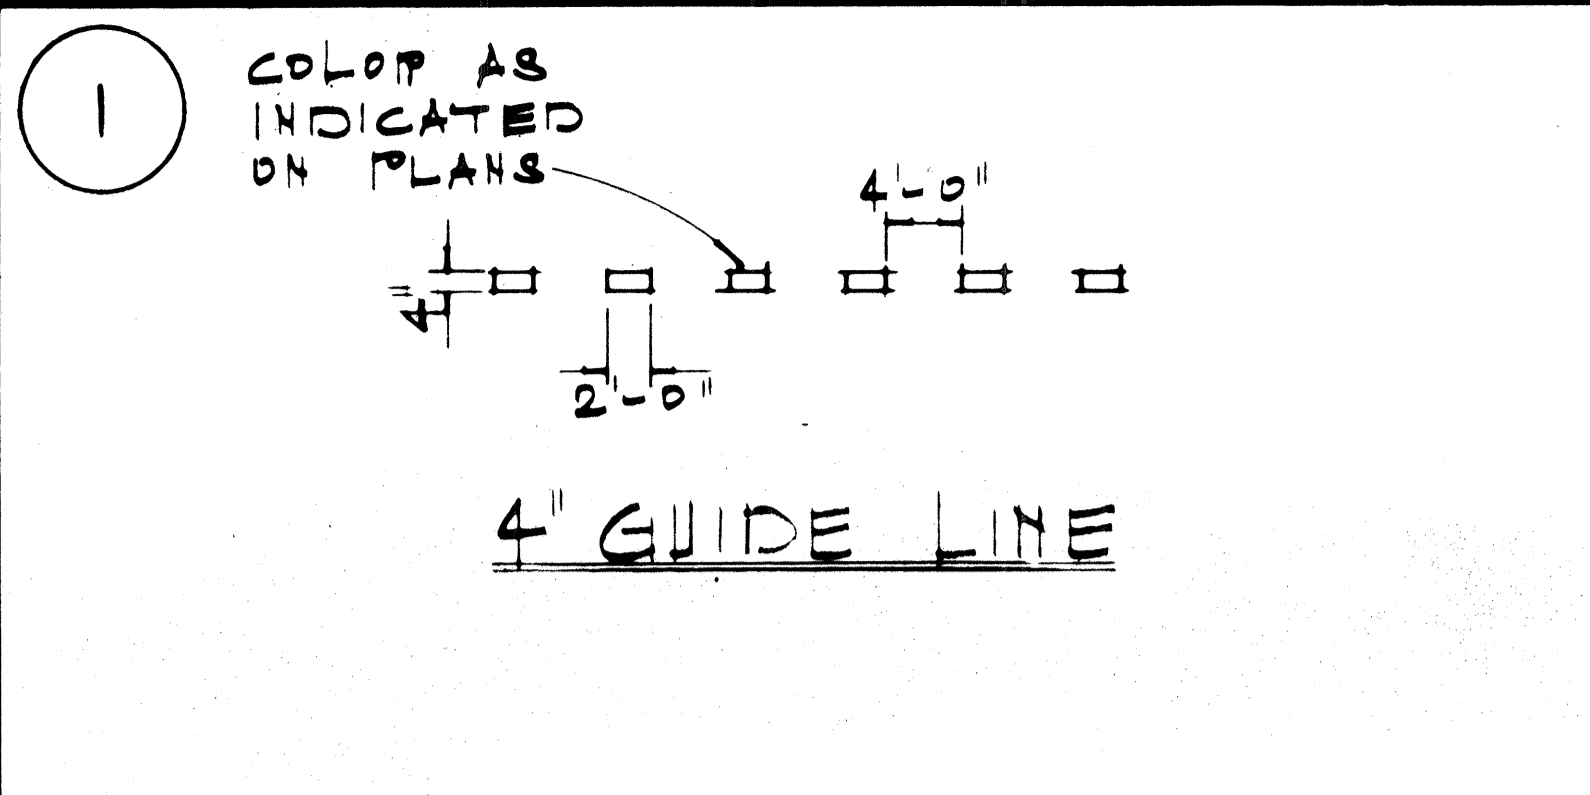 1
COLOR AS
INDICATED
ON PLANS
4'-0"
4"
2'-0"
4" GUIDE LINE